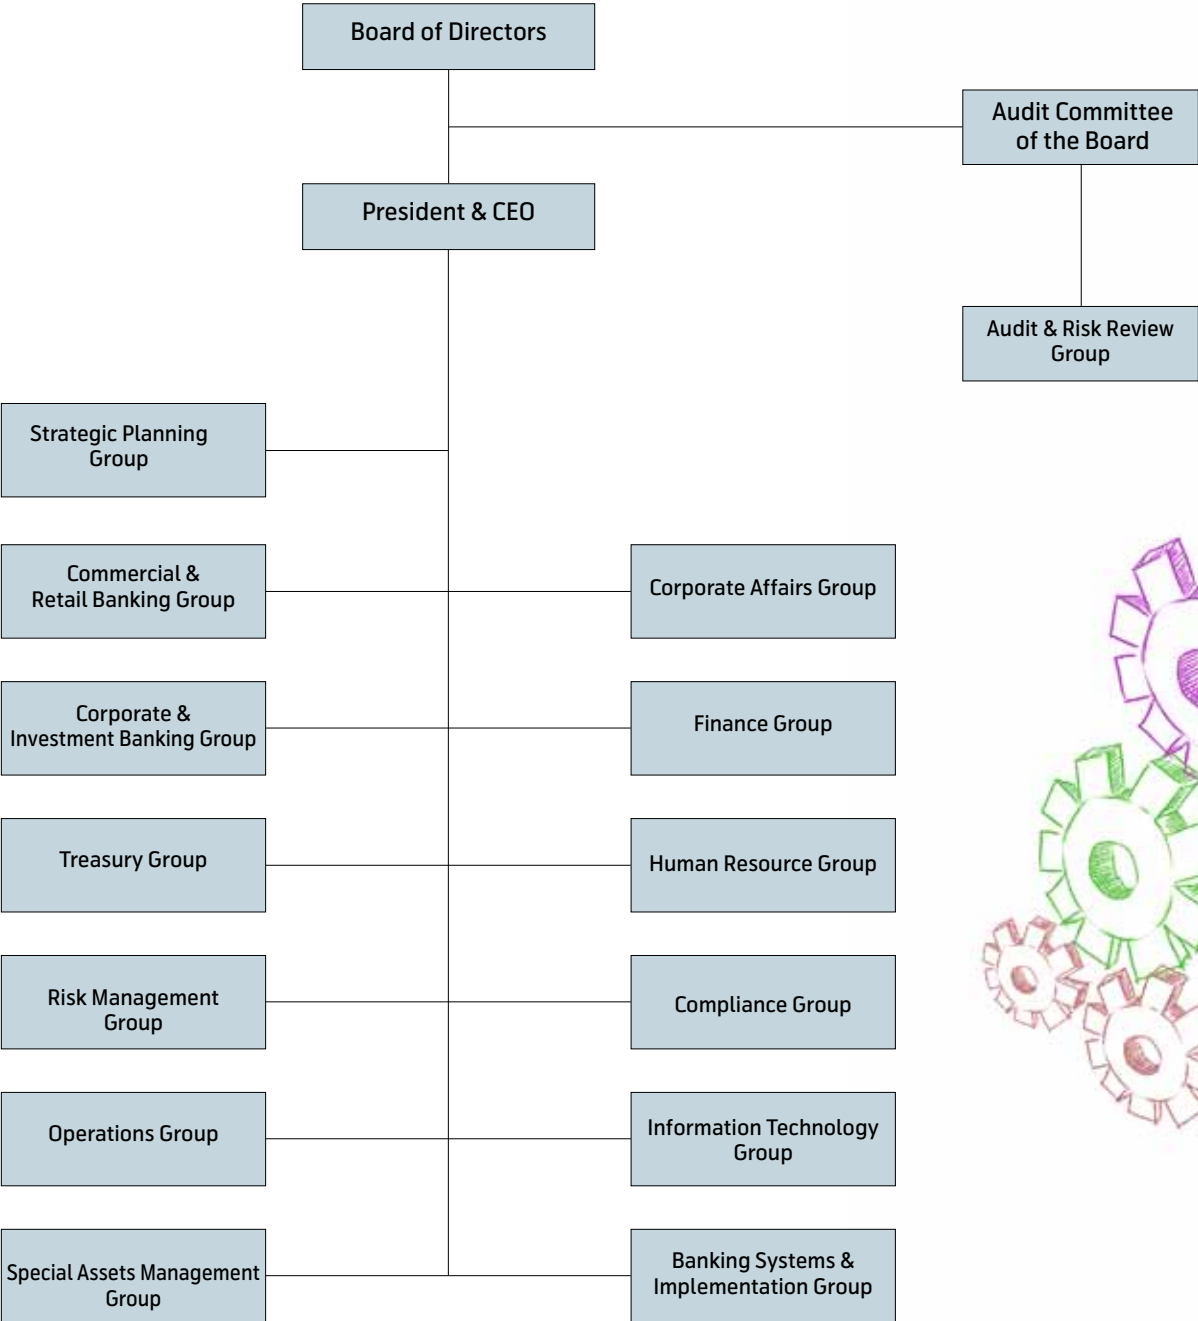 Board of Directors
Audit Committee
of the Board
President & CEO
Audit & Risk Review
Group
Strategic Planning
Group
Commercial &
Retail Banking Group
Corporate Affairs Group
Corporate &
Investment Banking Group
Finance Group
Treasury Group
Human Resource Group
Risk Management
Group
Compliance Group
Operations Group
Information Technology
Group
Special Assets Management
Group
Banking Systems &
Implementation Group